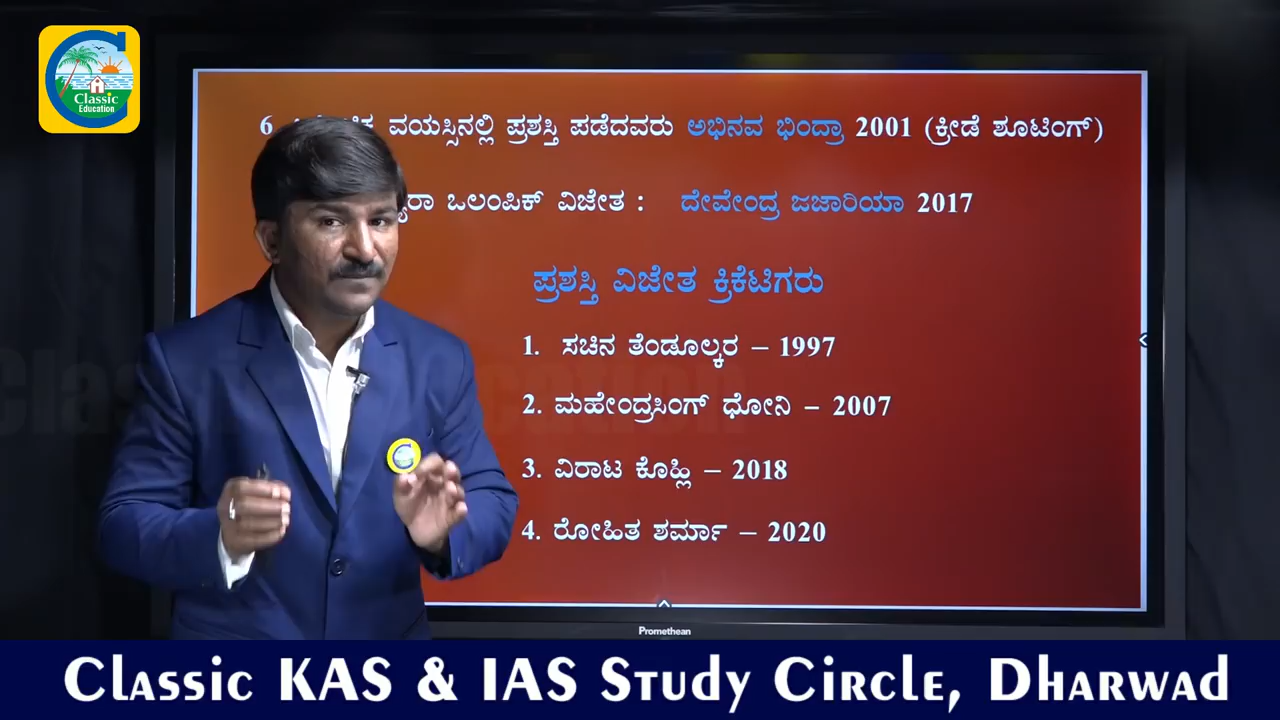 Classic
Education
6 ವಯಸ್ಸಿನಲ್ಲಿ ಪ್ರಶಸ್ತಿ ಪಡೆದವರು ಅಭಿನವ ಭಿಂದ್ರಾ 2001 (ಕ್ರೀಡೆ ಶೂಟಿಂಗ್)
ಒಲಂಪಿಕ್ ವಿಜೇತ : ದೇವೇಂದ್ರ ಜಜಾರಿಯಾ 2017
ಪ್ರಶಸ್ತಿ ವಿಜೇತ ಕ್ರಿಕೆಟಿಗರು
1. ಸಚಿನ ತೆಂಡೂಲ್ಕರ – 1997
2. ಮಹೇಂದ್ರಸಿಂಗ್ ಧೋನಿ – 2007
3. ವಿರಾಟ ಕೊಹ್ಲಿ – 2018
4. ರೋಹಿತ ಶರ್ಮಾ – 2020
Promethean
Classic KAS & IAS Study Circle, Dharwad